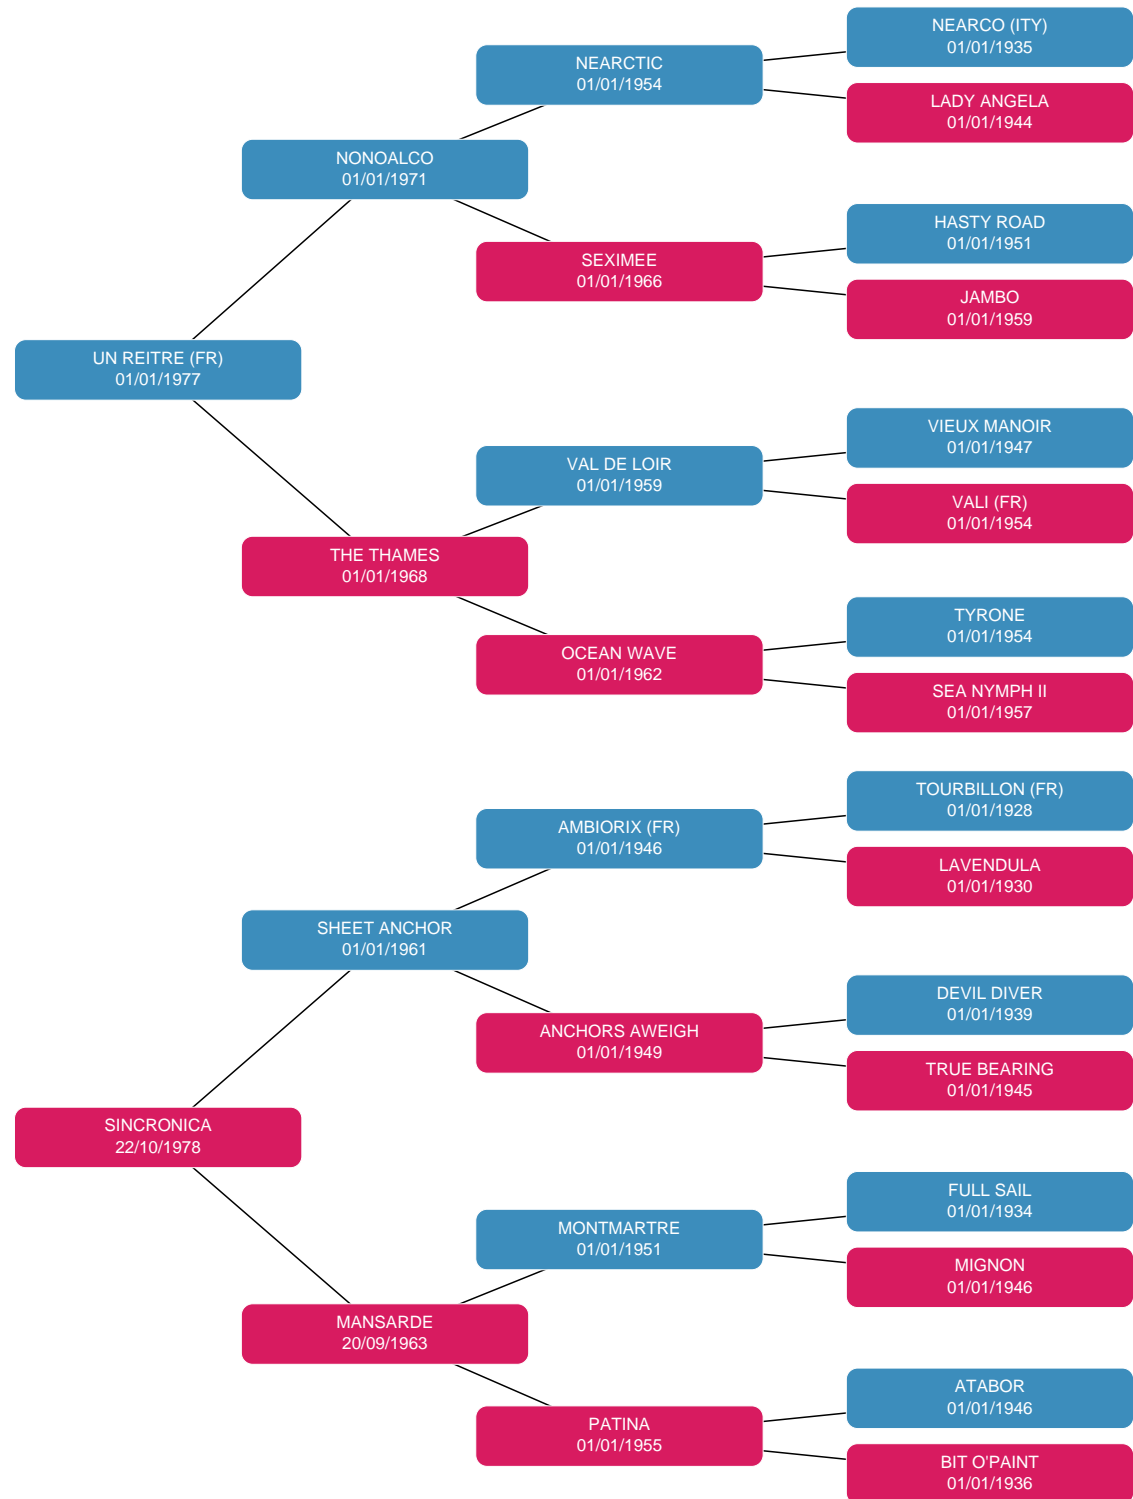 NEARCO (ITY)
01/01/1935
NEARCTIC
01/01/1954
LADY ANGELA
01/01/1944
NONOALCO
01/01/1971
HASTY ROAD
01/01/1951
SEXIMEE
01/01/1966
JAMBO
01/01/1959
UN REITRE (FR)
01/01/1977
VIEUX MANOIR
01/01/1947
VAL DE LOIR
01/01/1959
VALI (FR)
01/01/1954
THE THAMES
01/01/1968
TYRONE
01/01/1954
OCEAN WAVE
01/01/1962
SEA NYMPH II
01/01/1957
TOURBILLON (FR)
01/01/1928
AMBIORIX (FR)
01/01/1946
LAVENDULA
01/01/1930
SHEET ANCHOR
01/01/1961
DEVIL DIVER
01/01/1939
ANCHORS AWEIGH
01/01/1949
TRUE BEARING
01/01/1945
SINCRONICA
22/10/1978
FULL SAIL
01/01/1934
MONTMARTRE
01/01/1951
MIGNON
01/01/1946
MANSARDE
20/09/1963
ATABOR
01/01/1946
PATINA
01/01/1955
BIT O'PAINT
01/01/1936